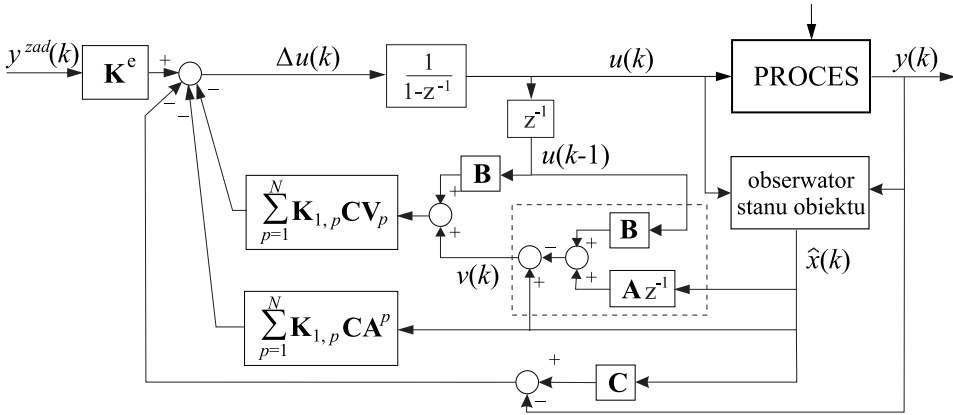 y^zad(k)
K^e
+
−
−
−
Δu(k)
1
1-z^-1
u(k)
PROCES
y(k)
z^-1
u(k-1)
B
+
+
N
∑ K_1, p CV_p
p=1
v(k)
B
−
+
+
+
A z^-1
obserwator
stanu obiektu
x̂(k)
N
∑ K_1, p CA^p
p=1
+
−
C